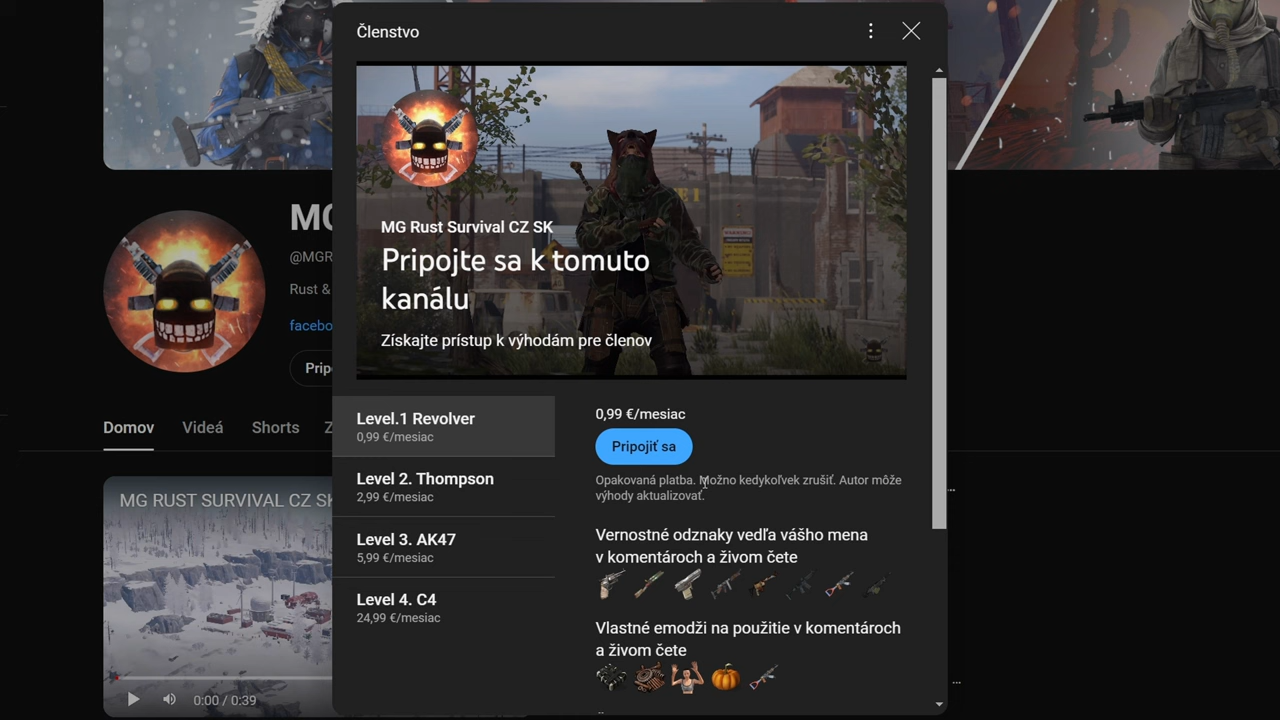 Členstvo
MG Rust Survival CZ SK
Pripojte sa k tomuto
kanálu
Získajte prístup k výhodám pre členov
MG
@MGR
Rust &
facebo
Prip
Domov
Videá
Shorts
Z
MG RUST SURVIVAL CZ SK
0:00 / 0:39
Level.1 Revolver
0,99 €/mesiac
Level 2. Thompson
2,99 €/mesiac
Level 3. AK47
5,99 €/mesiac
Level 4. C4
24,99 €/mesiac
0,99 €/mesiac
Pripojiť sa
Opakovaná platba. Možno kedykoľvek zrušiť. Autor môže
výhody aktualizovať.
Vernostné odznaky vedľa vášho mena
v komentároch a živom čete
Vlastné emodži na použitie v komentároch
a živom čete